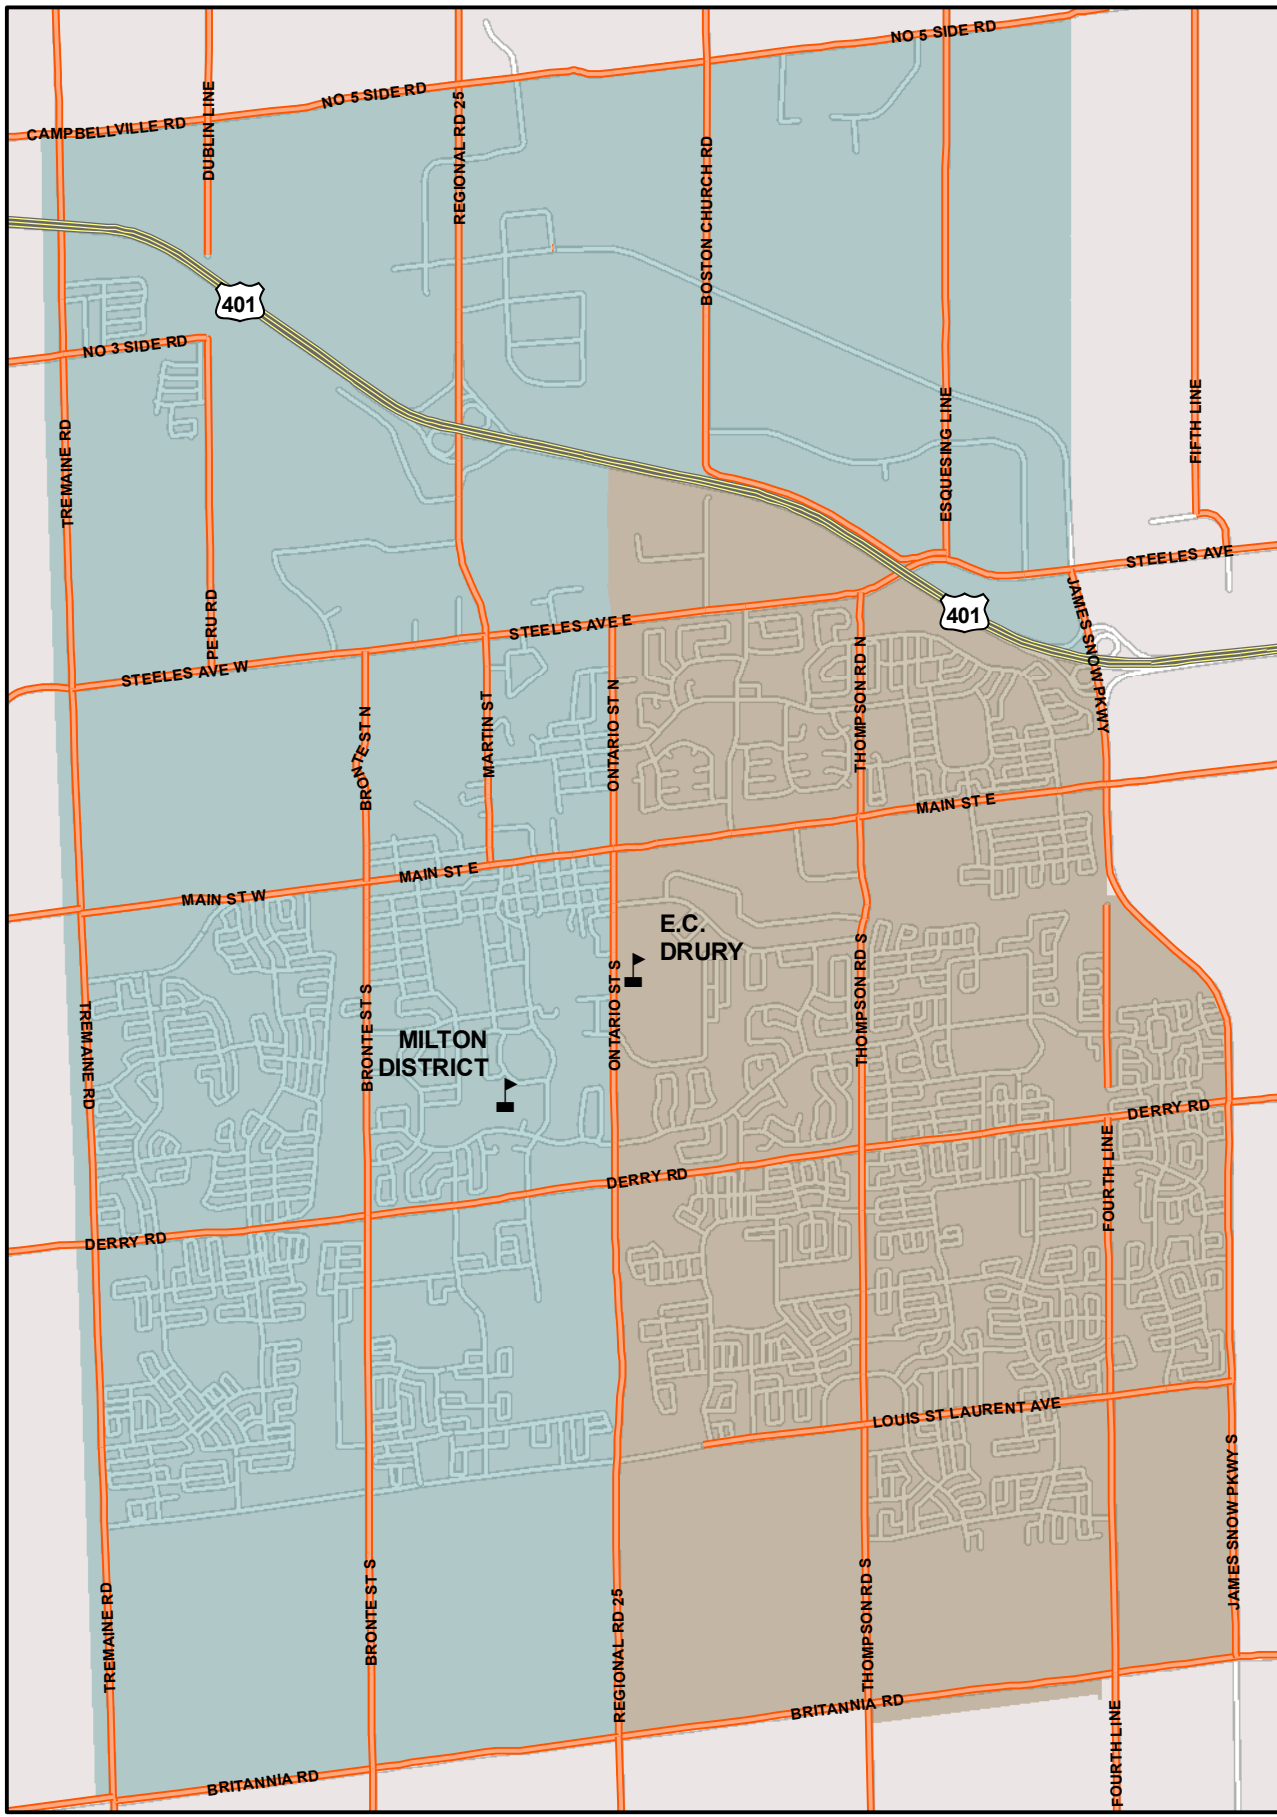 NO 5 SIDE RD
NO 5 SIDE RD
CAMPBELLVILLE RD
DUBLIN LINE
REGIONAL RD 25
BOSTON CHURCH RD
401
NO 3 SIDE RD
TREMAINE RD
ESQUESING LINE
FIFTH LINE
STEELES AVE
401
JAMES SNOW PKWY
PERU RD
STEELES AVE E
STEELES AVE W
BRONTE ST N
MARTIN ST
ONTARIO ST N
THOMPSON RD N
MAIN ST E
MAIN ST E
MAIN ST W
E.C.
DRURY
ONTARIO ST S
THOMPSON RD S
TREMAINE RD
BRONTE ST S
MILTON
DISTRICT
DERRY RD
FOURTH LINE
DERRY RD
DERRY RD
LOUIS ST LAURENT AVE
JAMES SNOW PKWY S
TREMAINE RD
BRONTE ST S
REGIONAL RD 25
THOMPSON RD S
BRITANNIA RD
FOURTH LINE
BRITANNIA RD